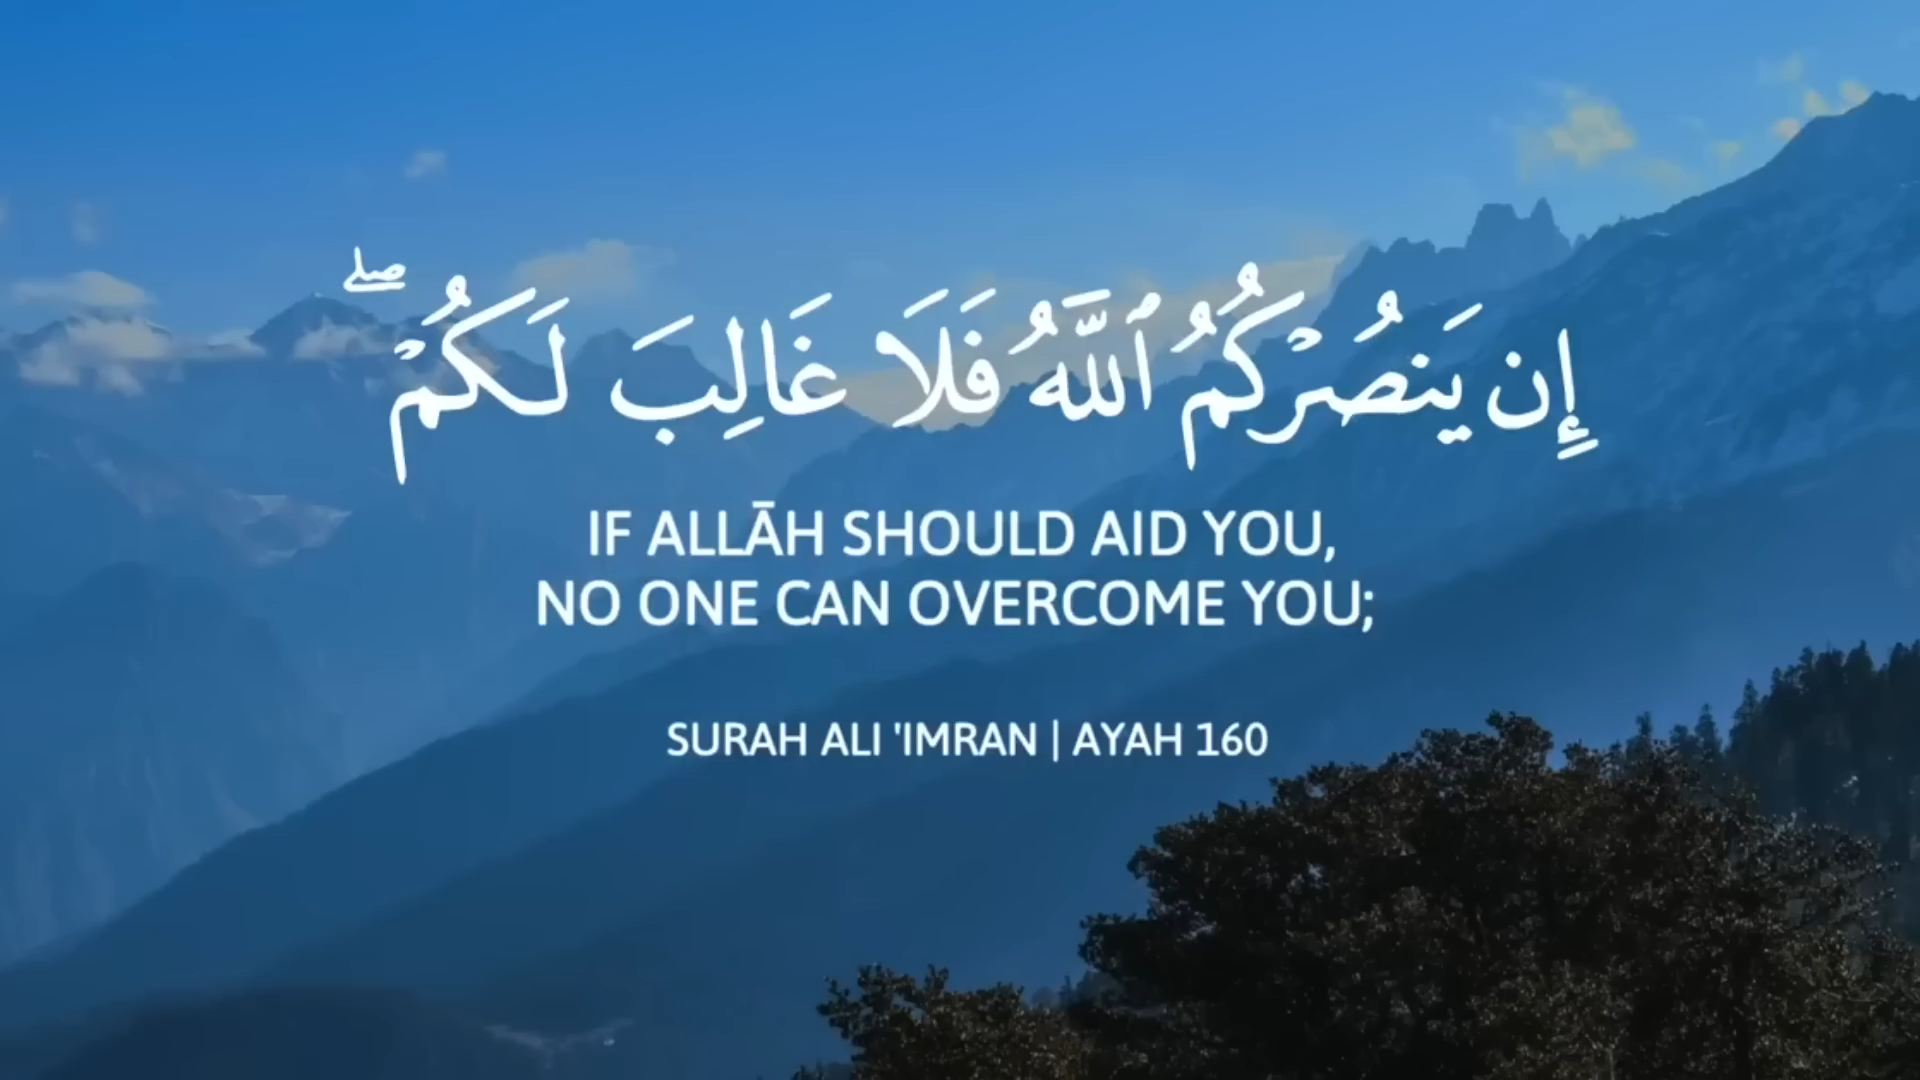 إِن يَنصُرْكُمُ ٱللَّهُ فَلَا غَالِبَ لَكُمْ ۖ
IF ALLĀH SHOULD AID YOU,
NO ONE CAN OVERCOME YOU;
SURAH ALI 'IMRAN | AYAH 160